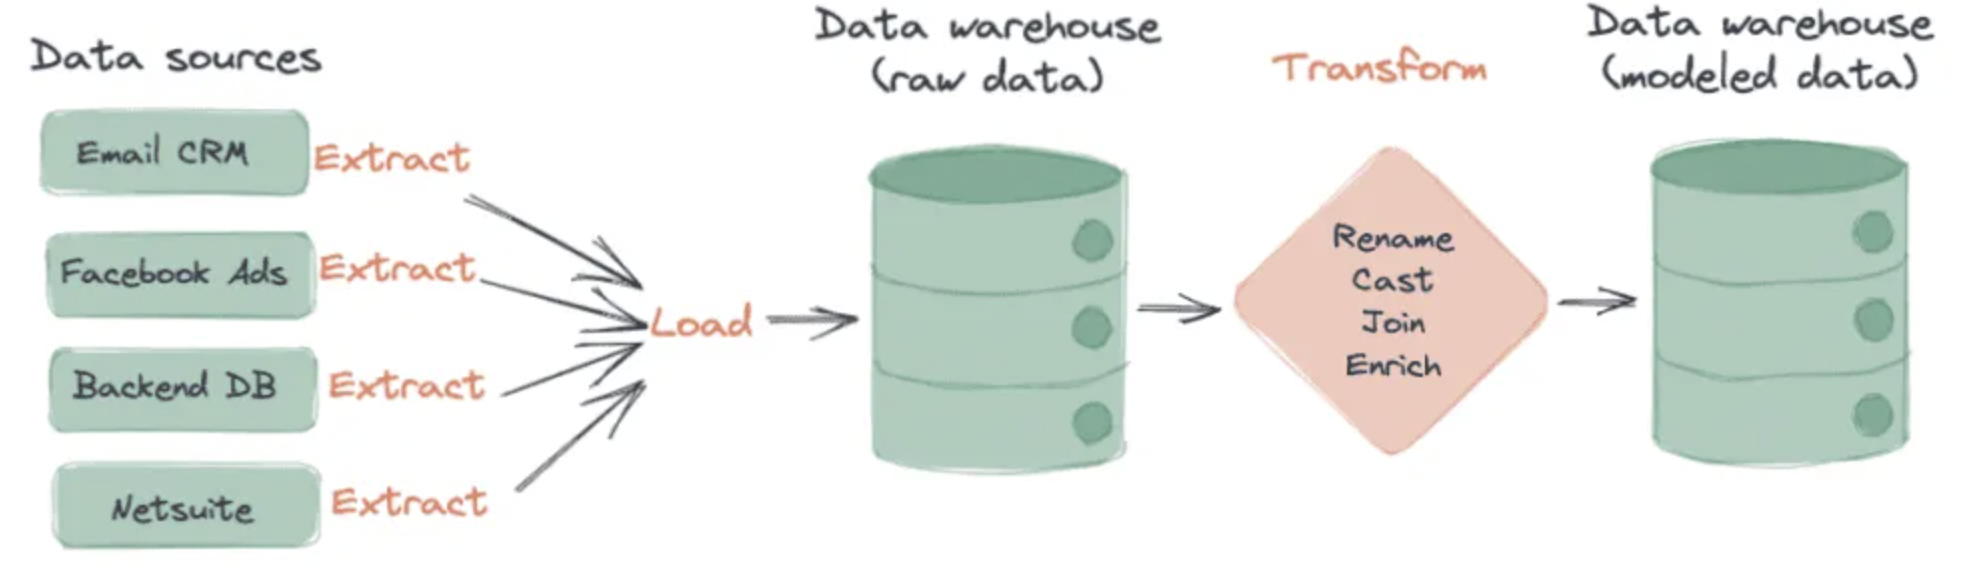 Data sources
Email CRM
Extract
Facebook Ads
Extract
Backend DB
Extract
Netsuite
Extract
Load
Data warehouse
(raw data)
Transform
Rename
Cast
Join
Enrich
Data warehouse
(modeled data)